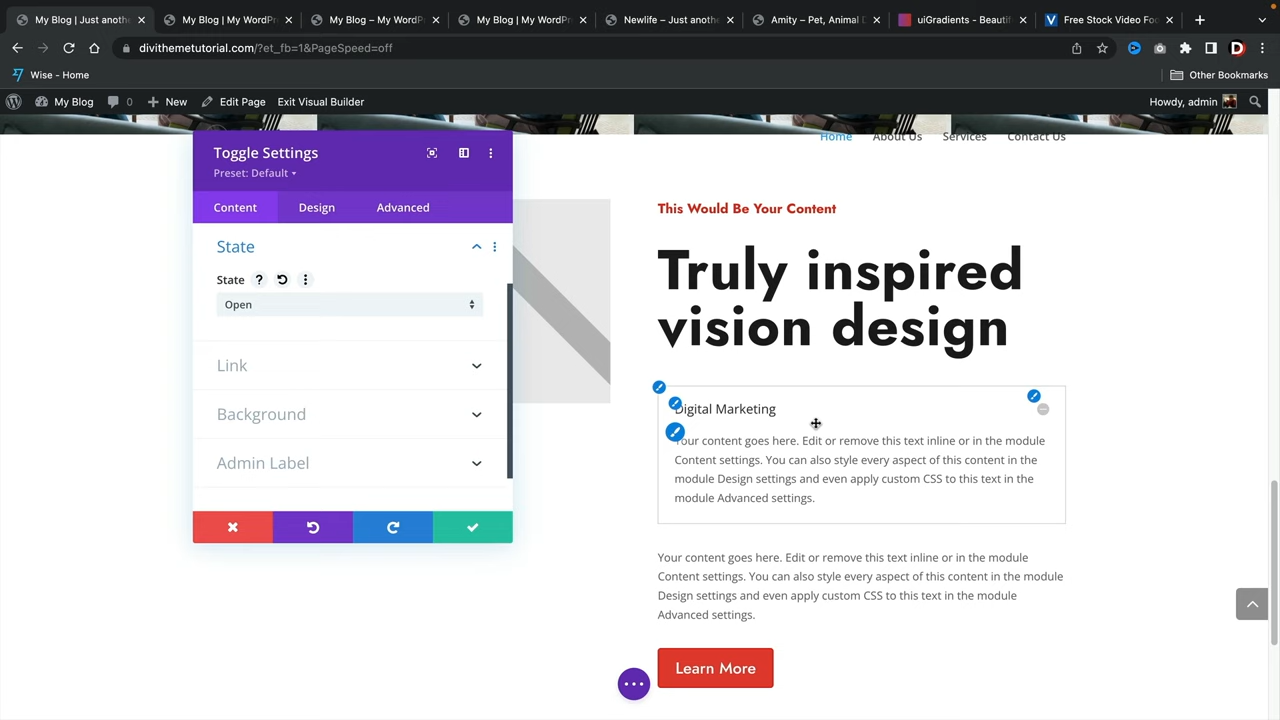 My Blog | Just anoth
My Blog | My WordPr
My Blog – My WordP
My Blog | My WordPr
Newlife – Just anothe
Amity – Pet, Animal D
uiGradients - Beautif
Free Stock Video Foo
divithemetutorial.com/?et_fb=1&PageSpeed=off
Wise - Home
Other Bookmarks
My Blog
0
New
Edit Page
Exit Visual Builder
Howdy, admin
Home
About Us
Services
Contact Us
Toggle Settings
Preset: Default
Content
Design
Advanced
State
State
Open
Link
Background
Admin Label
This Would Be Your Content
Truly inspired
vision design
Digital Marketing
Your content goes here. Edit or remove this text inline or in the module
Content settings. You can also style every aspect of this content in the
module Design settings and even apply custom CSS to this text in the
module Advanced settings.
Your content goes here. Edit or remove this text inline or in the module
Content settings. You can also style every aspect of this content in the module
Design settings and even apply custom CSS to this text in the module
Advanced settings.
Learn More